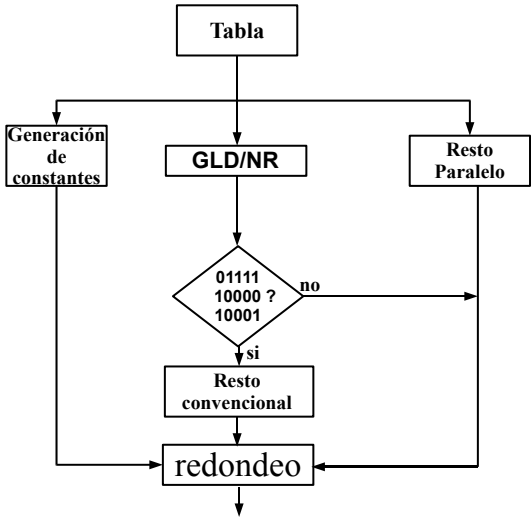 Tabla
Generación
de
constantes
GLD/NR
Resto
Paralelo
01111
10000 ?
10001
no
si
Resto
convencional
redondeo